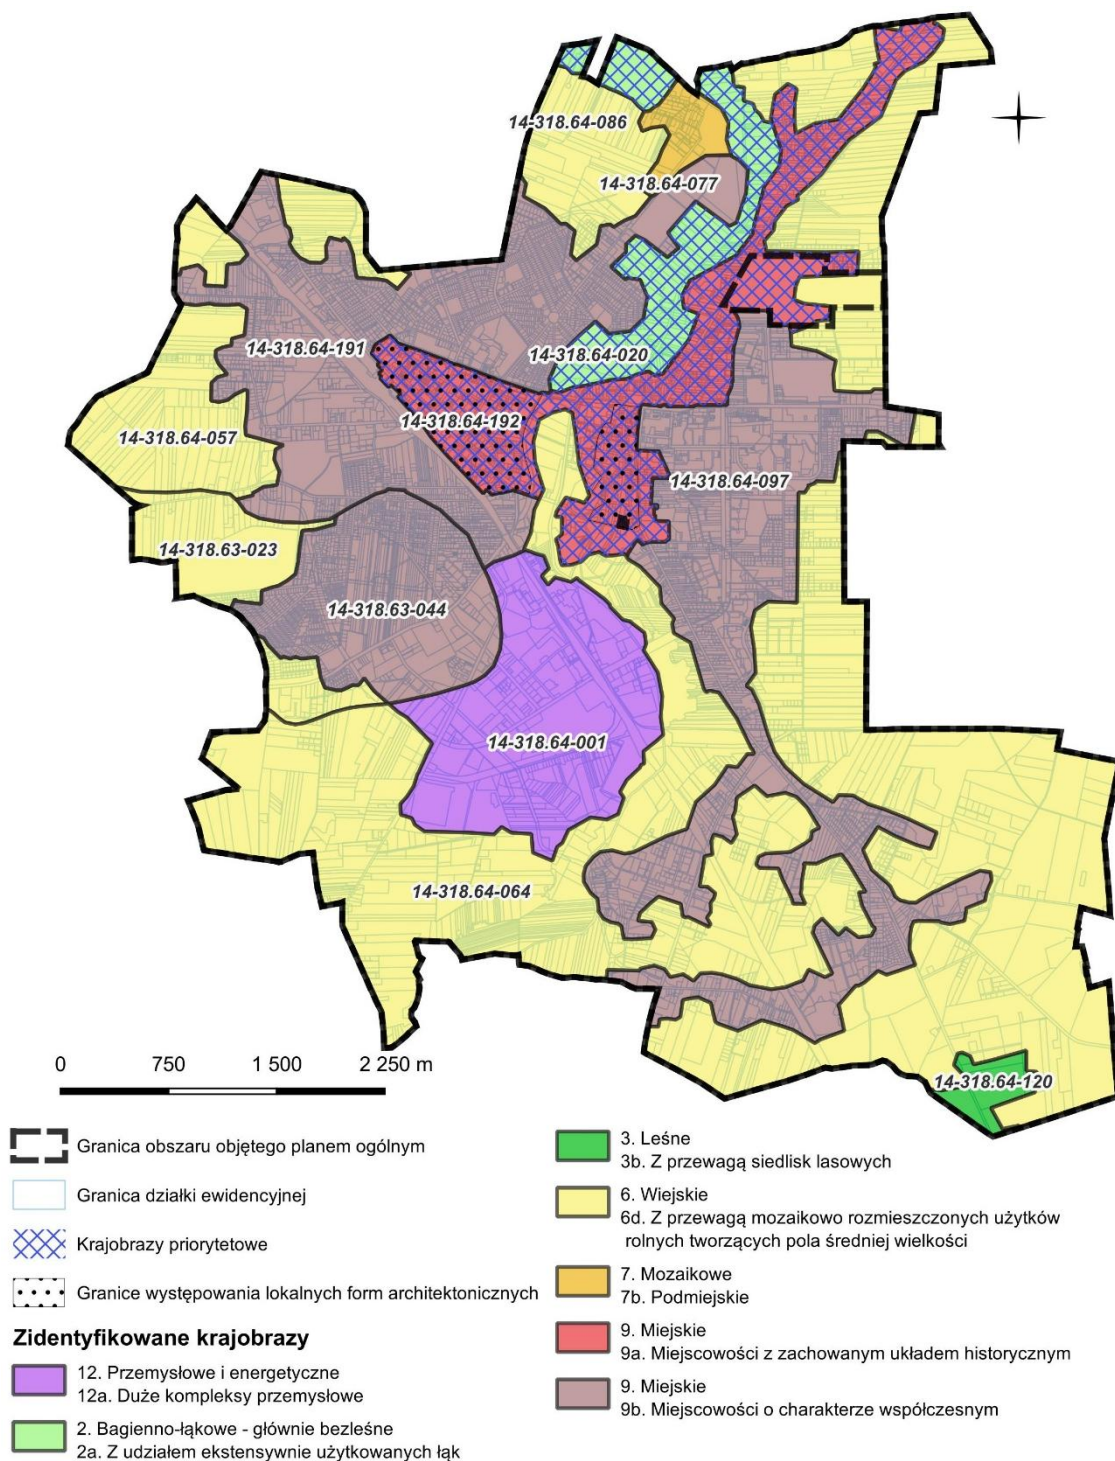 14-318.64-086
14-318.64-077
14-318.64-191
14-318.64-020
14-318.64-192
14-318.64-057
14-318.64-097
14-318.63-023
14-318.63-044
14-318.64-001
14-318.64-064
14-318.64-120
0 750 1 500 2 250 m
Granica obszaru objętego planem ogólnym
Granica działki ewidencyjnej
Krajobrazy priorytetowe
Granice występowania lokalnych form architektonicznych
Zidentyfikowane krajobrazy
12. Przemysłowe i energetyczne
12a. Duże kompleksy przemysłowe
2. Bagienno-łąkowe - głównie bezleśne
2a. Z udziałem ekstensywnie użytkowanych łąk
3. Leśne
3b. Z przewagą siedlisk lasowych
6. Wiejskie
6d. Z przewagą mozaikowo rozmieszczonych użytków
rolnych tworzących pola średniej wielkości
7. Mozaikowe
7b. Podmiejskie
9. Miejskie
9a. Miejscowości z zachowanym układem historycznym
9. Miejskie
9b. Miejscowości o charakterze współczesnym